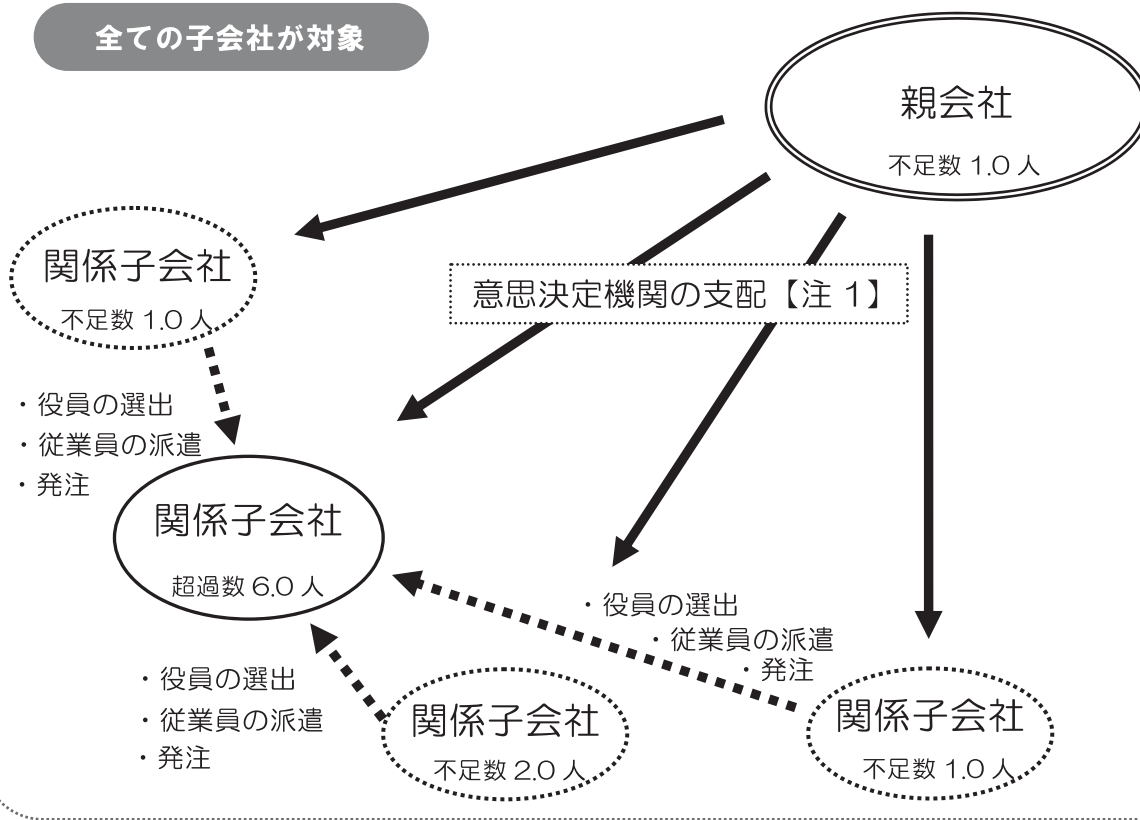 全ての子会社が対象
親会社
不足数 1.0 人
関係子会社
不足数 1.0 人
意思決定機関の支配【注 1】
・役員の選出
・従業員の派遣
・発注
関係子会社
超過数 6.0 人
・役員の選出
・従業員の派遣
・発注
・役員の選出
・従業員の派遣
・発注
関係子会社
不足数 2.0 人
関係子会社
不足数 1.0 人